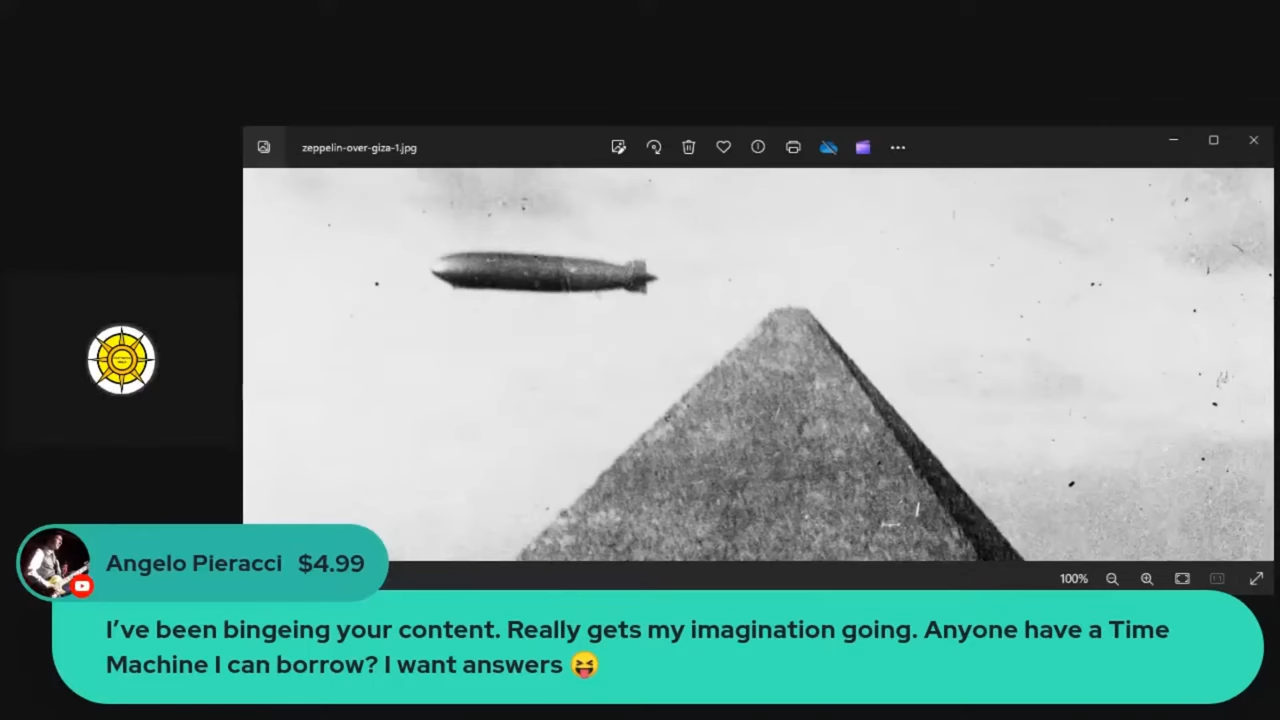 zeppelin-over-giza-1.jpg
100%
Angelo Pieracci $4.99
I’ve been bingeing your content. Really gets my imagination going. Anyone have a Time
Machine I can borrow? I want answers 😝